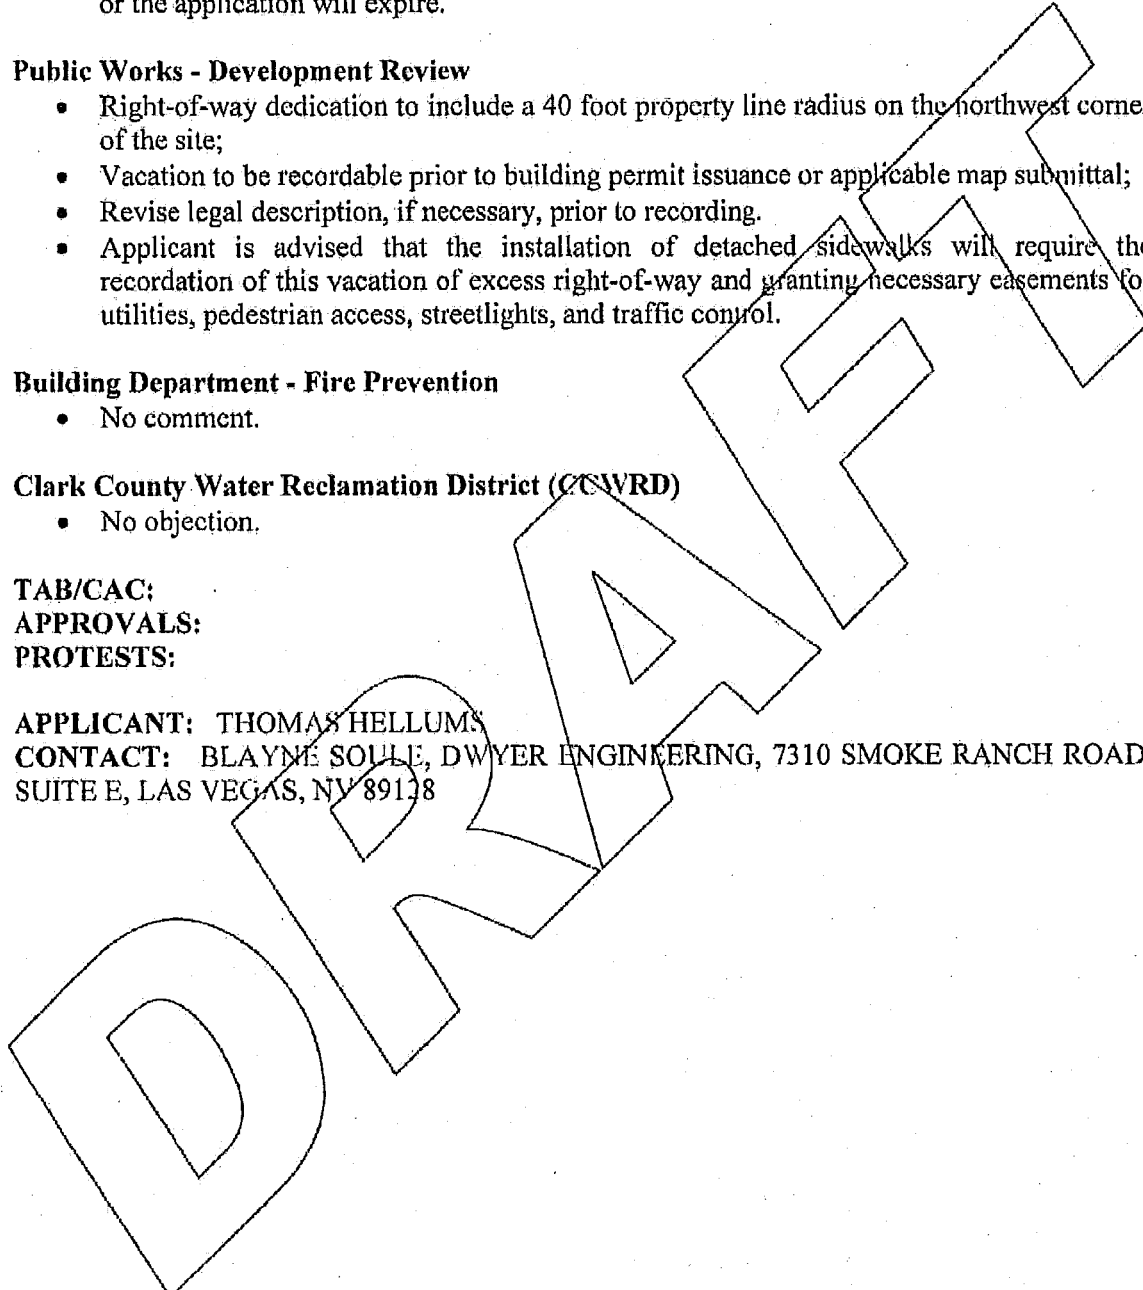 or the application will expire.
Public Works - Development Review
• Right-of-way dedication to include a 40 foot property line radius on the northwest corne
of the site;
• Vacation to be recordable prior to building permit issuance or applicable map submittal;
• Revise legal description, if necessary, prior to recording.
• Applicant is advised that the installation of detached sidewalks will require the
recordation of this vacation of excess right-of-way and granting necessary easements fo
utilities, pedestrian access, streetlights, and traffic control.
Building Department - Fire Prevention
• No comment.
Clark County Water Reclamation District (CCWRD)
• No objection.
TAB/CAC:
APPROVALS:
PROTESTS:
APPLICANT: THOMAS HELLUMS
CONTACT: BLAYNE SOULE, DWYER ENGINEERING, 7310 SMOKE RANCH ROAD
SUITE E, LAS VEGAS, NV 89128
DRAFT